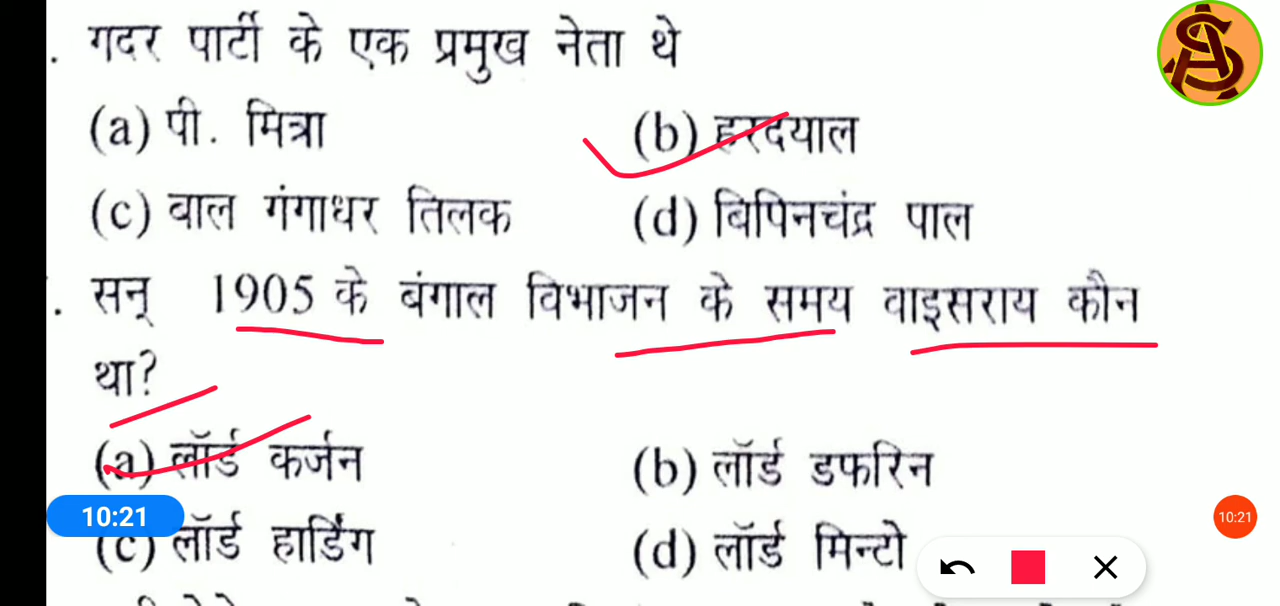 . गदर पार्टी के एक प्रमुख नेता थे
(a) पी. मित्रा (b) हरदयाल
(c) वाल गंगाधर तिलक (d) बिपिनचंद्र पाल
. सन् 1905 के बंगाल विभाजन के समय वाइसराय कौन
था?
(a) लॉर्ड कर्जन (b) लॉर्ड डफरिन
10:21 10:21
(c) लॉर्ड हार्डिंग (d) लॉर्ड मिन्टो